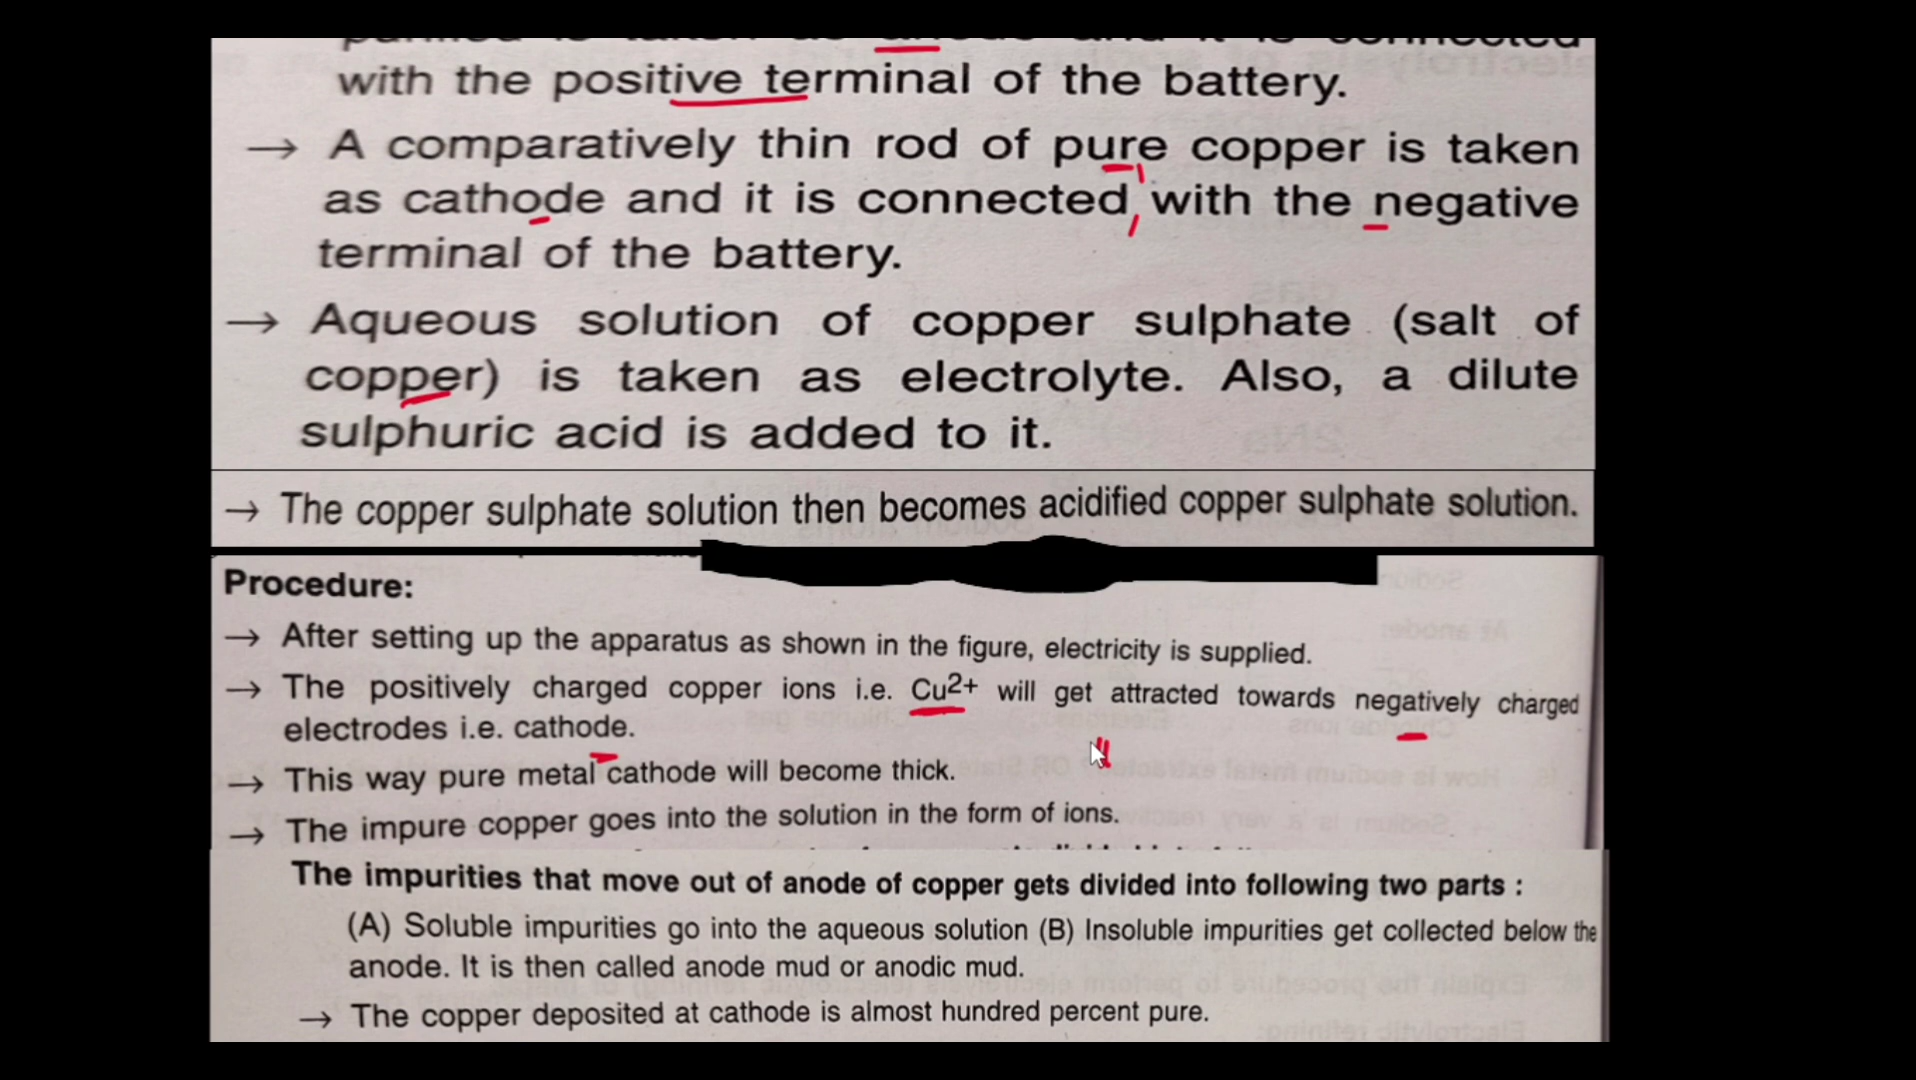 with the positive terminal of the battery.
→ A comparatively thin rod of pure copper is taken
as cathode and it is connected with the negative
terminal of the battery.
→ Aqueous solution of copper sulphate (salt of
copper) is taken as electrolyte. Also, a dilute
sulphuric acid is added to it.
→ The copper sulphate solution then becomes acidified copper sulphate solution.
Procedure:
→ After setting up the apparatus as shown in the figure, electricity is supplied.
→ The positively charged copper ions i.e. Cu2+ will get attracted towards negatively charged
electrodes i.e. cathode.
→ This way pure metal cathode will become thick.
→ The impure copper goes into the solution in the form of ions.
The impurities that move out of anode of copper gets divided into following two parts :
(A) Soluble impurities go into the aqueous solution (B) Insoluble impurities get collected below the
anode. It is then called anode mud or anodic mud.
→ The copper deposited at cathode is almost hundred percent pure.